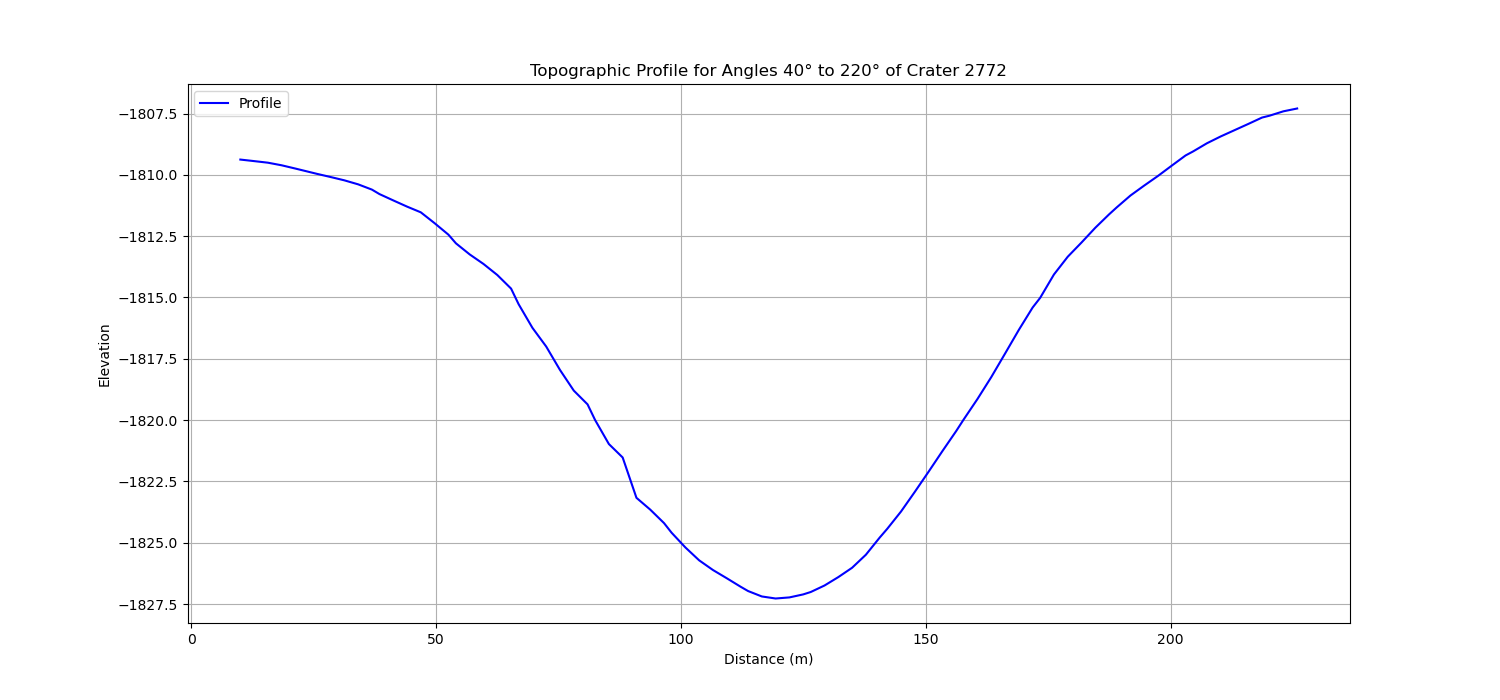 Topographic Profile for Angles 40° to 220° of Crater 2772
Profile
−1807.5
−1810.0
−1812.5
−1815.0
−1817.5
−1820.0
−1822.5
−1825.0
−1827.5
Elevation
0 50 100 150 200
Distance (m)